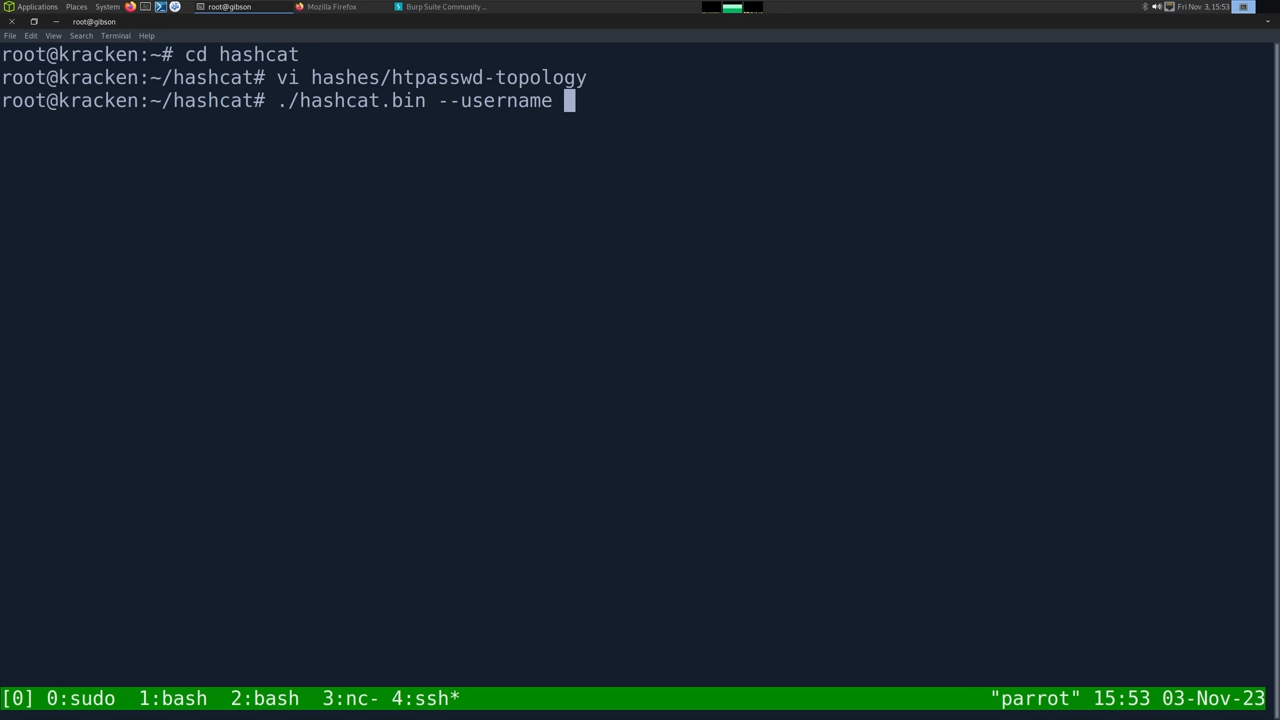 Applications Places System root@gibson Mozilla Firefox Burp Suite Community ... Fri Nov 3, 15:53
root@gibson
File Edit View Search Terminal Help
root@kracken:~# cd hashcat
root@kracken:~/hashcat# vi hashes/htpasswd-topology
root@kracken:~/hashcat# ./hashcat.bin --username
[0] 0:sudo 1:bash 2:bash 3:nc- 4:ssh* "parrot" 15:53 03-Nov-23